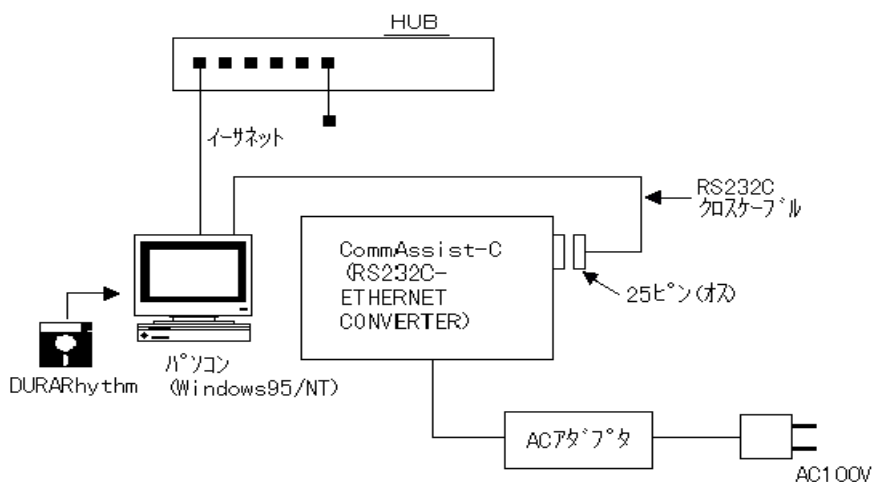 HUB
イーサネット
RS232C
クロスケーブル
CommAssist-C
(RS232C-
ETHERNET
CONVERTER)
25ピン(オス)
パソコン
(Windows95/NT)
DURARhythm
ACアダプタ
AC100V